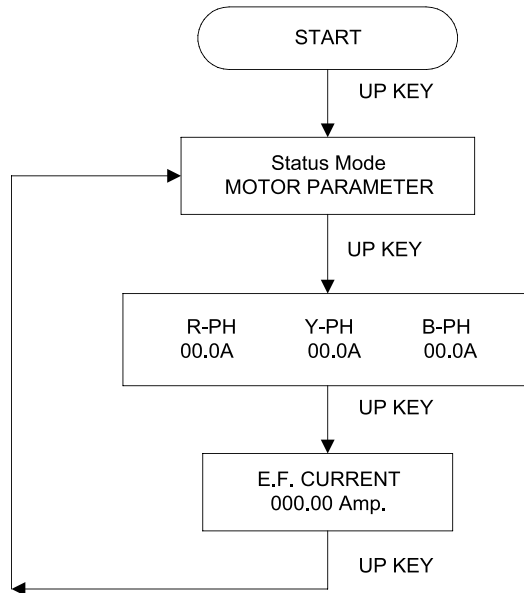 START
UP KEY
Status Mode
MOTOR PARAMETER
UP KEY
R-PH Y-PH B-PH
00.0A 00.0A 00.0A
UP KEY
E.F. CURRENT
000.00 Amp.
UP KEY